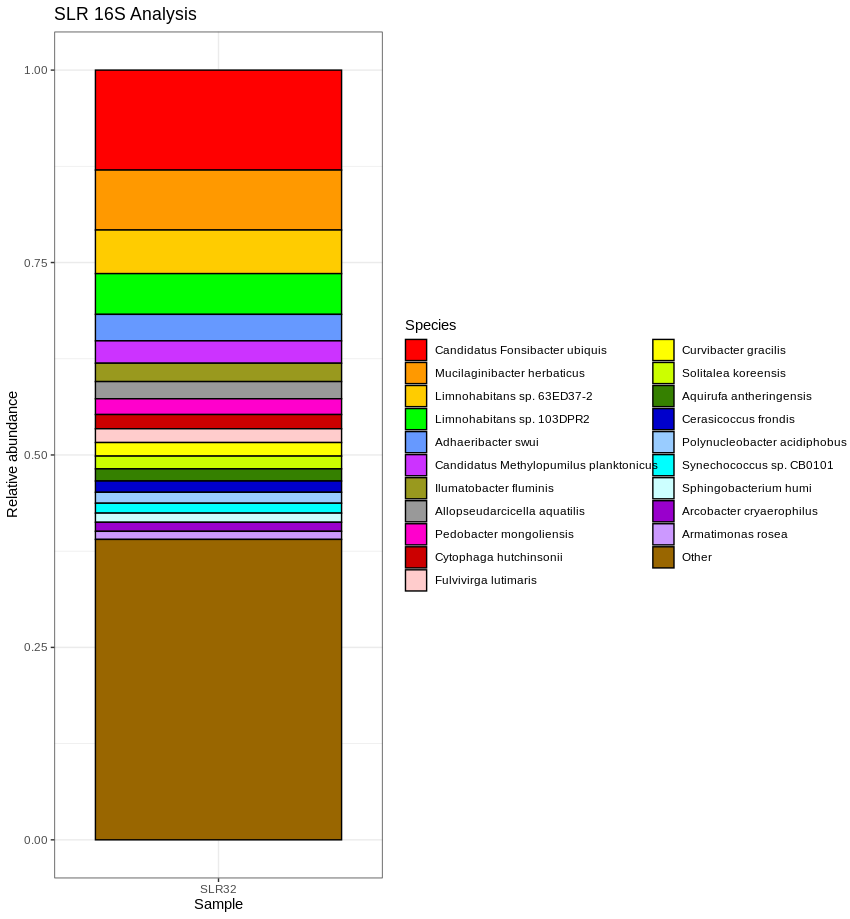 SLR 16S Analysis
Relative abundance
1.00
0.75
0.50
0.25
0.00
SLR32
Sample
Species
Candidatus Fonsibacter ubiquis
Mucilaginibacter herbaticus
Limnohabitans sp. 63ED37-2
Limnohabitans sp. 103DPR2
Adhaeribacter swui
Candidatus Methylopumilus planktonicus
Ilumatobacter fluminis
Allopseudarcicella aquatilis
Pedobacter mongoliensis
Cytophaga hutchinsonii
Fulvivirga lutimaris
Curvibacter gracilis
Solitalea koreensis
Aquirufa antheringensis
Cerasicoccus frondis
Polynucleobacter acidiphobus
Synechococcus sp. CB0101
Sphingobacterium humi
Arcobacter cryaerophilus
Armatimonas rosea
Other